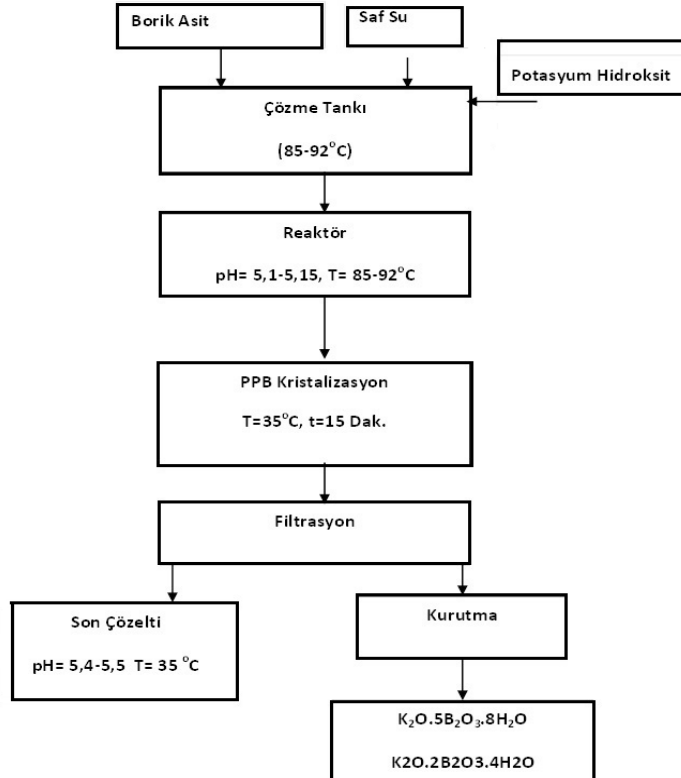 Borik Asit
Saf Su
Potasyum Hidroksit
Çözme Tankı
(85-92°C)
Reaktör
pH= 5,1-5,15, T= 85-92°C
PPB Kristalizasyon
T=35°C, t=15 Dak.
Filtrasyon
Son Çözelti
pH= 5,4-5,5 T= 35 °C
Kurutma
K₂O.5B₂O₃.8H₂O
K2O.2B2O3.4H2O